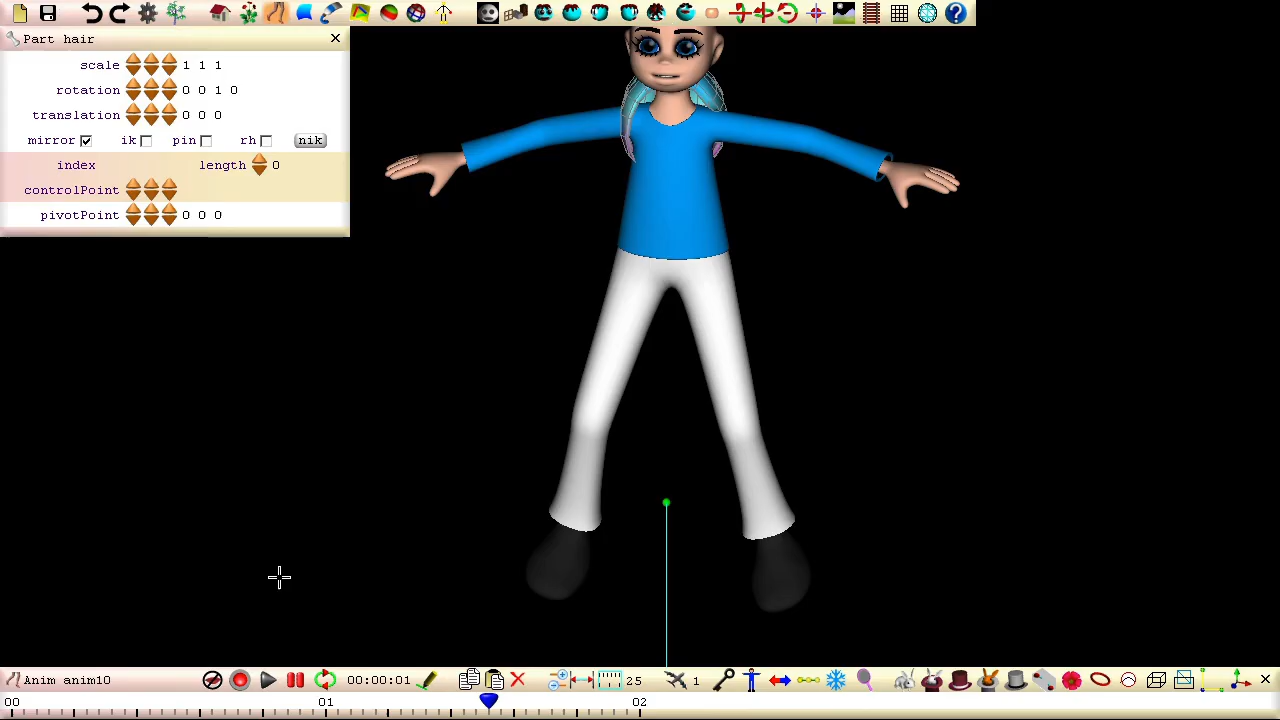 Part hair
scale 1 1 1
rotation 0 0 1 0
translation 0 0 0
mirror ik pin rh nik
index length 0
controlPoint
pivotPoint 0 0 0
Anim anim10 00:00:01 25 1
00 01 02